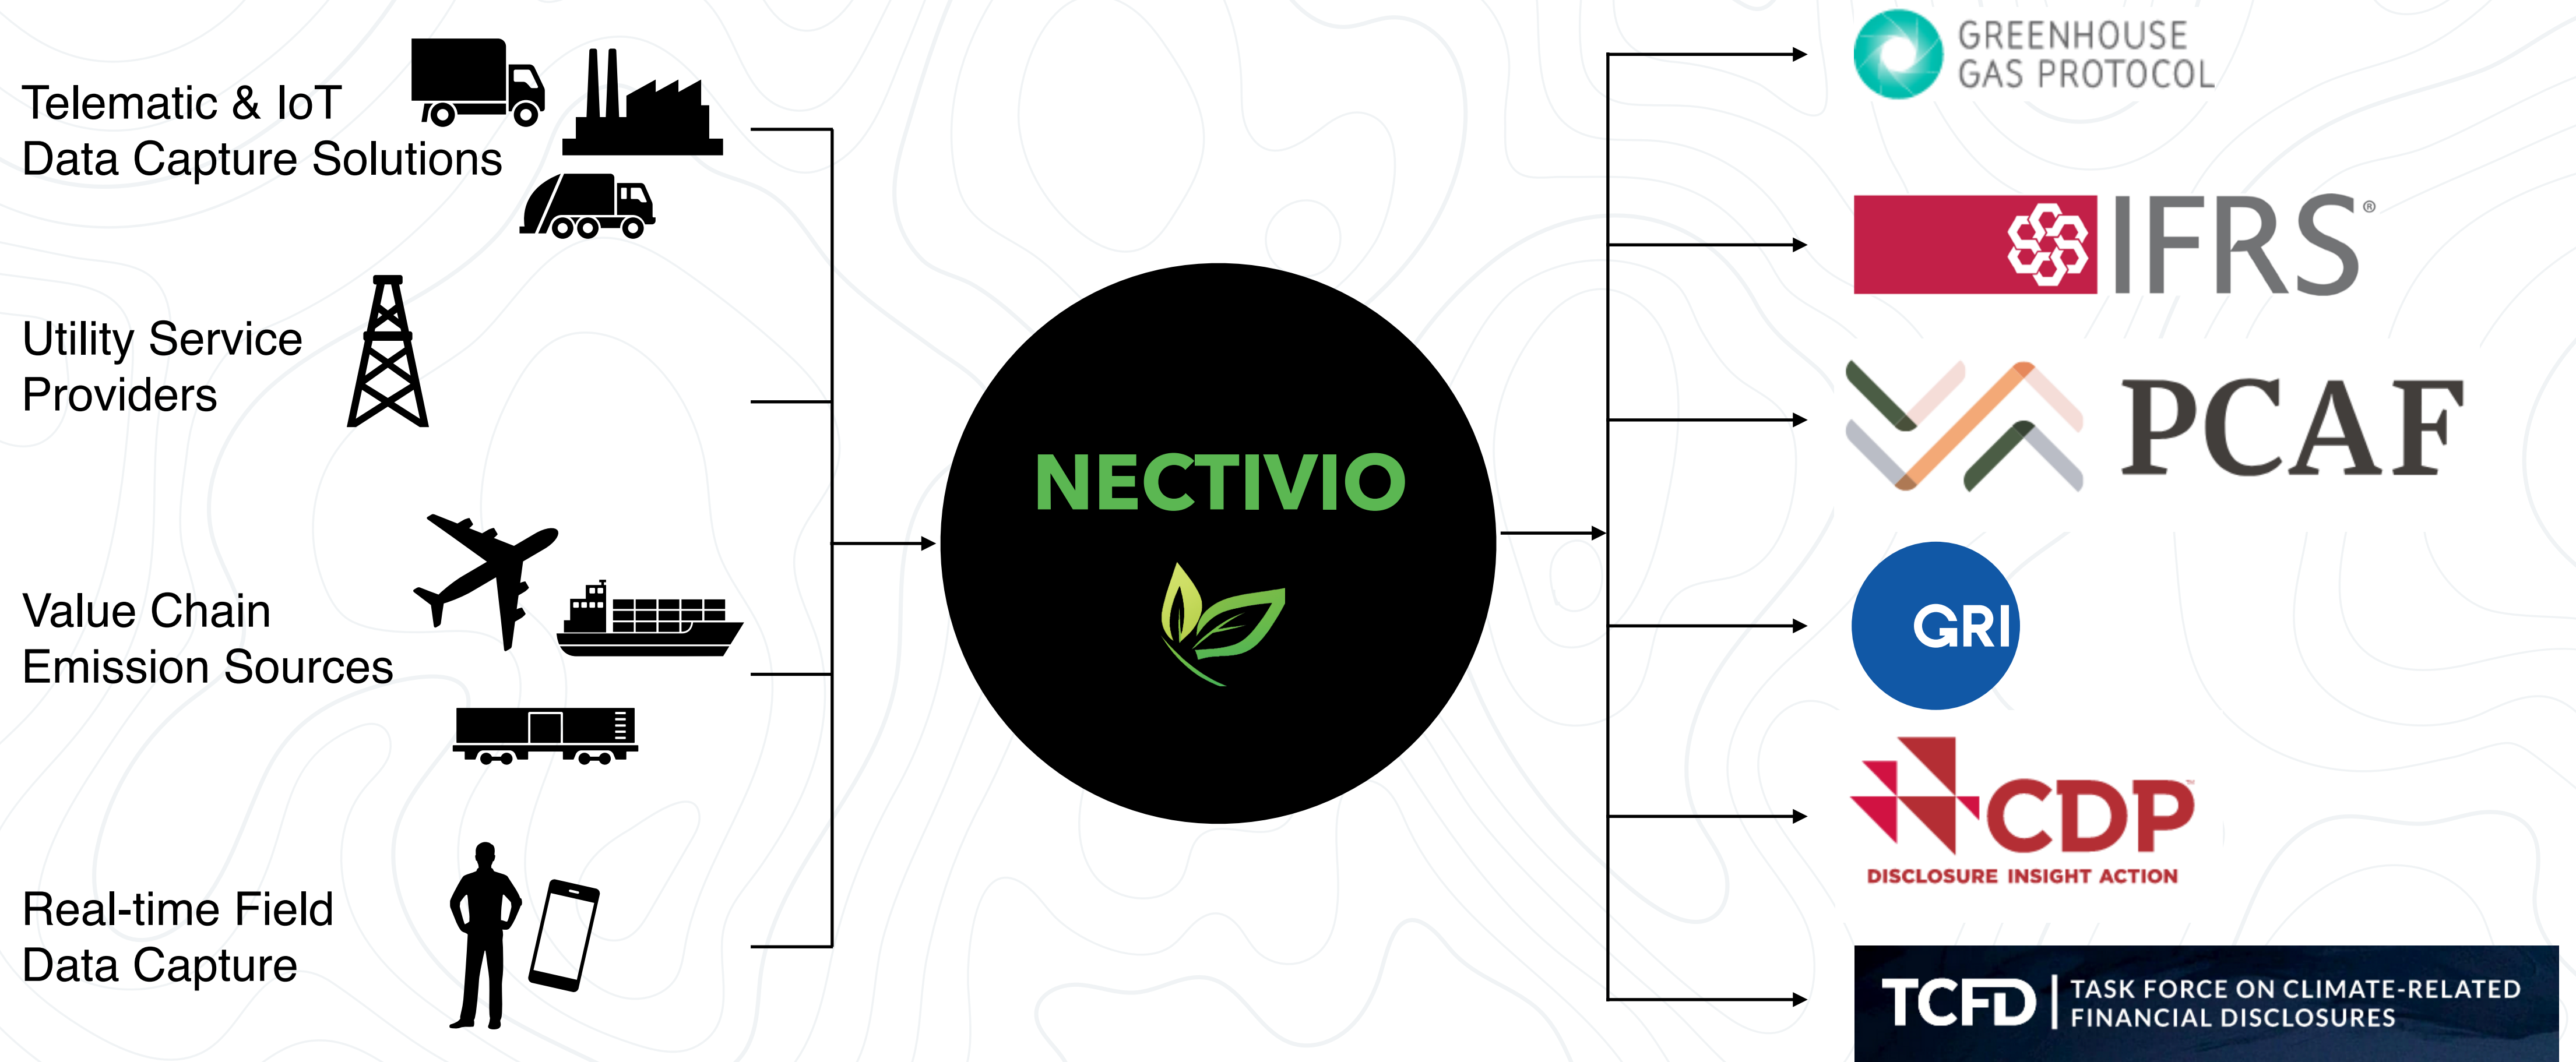 Telematic & IoT
Data Capture Solutions
Utility Service
Providers
Value Chain
Emission Sources
Real-time Field
Data Capture
NECTIVIO
GREENHOUSE
GAS PROTOCOL
IFRS®
PCAF
GRI
CDP™
DISCLOSURE INSIGHT ACTION
TCFD
TASK FORCE ON CLIMATE-RELATED
FINANCIAL DISCLOSURES